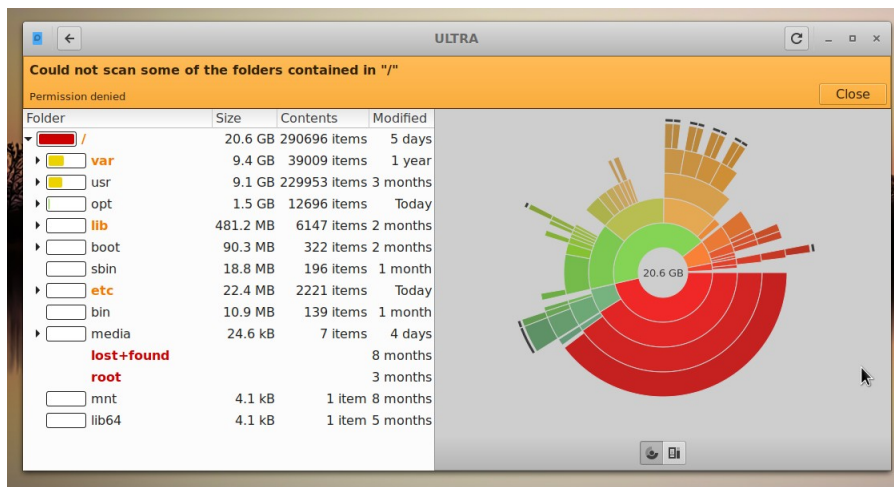 ULTRA
Could not scan some of the folders contained in "/"
Permission denied
Close
Folder Size Contents Modified
/ 20.6 GB 290696 items 5 days
var 9.4 GB 39009 items 1 year
usr 9.1 GB 229953 items 3 months
opt 1.5 GB 12696 items Today
lib 481.2 MB 6147 items 2 months
boot 90.3 MB 322 items 2 months
sbin 18.8 MB 196 items 1 month
etc 22.4 MB 2221 items Today
bin 10.9 MB 139 items 1 month
media 24.6 kB 7 items 4 days
lost+found 8 months
root 3 months
mnt 4.1 kB 1 item 8 months
lib64 4.1 kB 1 item 5 months
20.6 GB